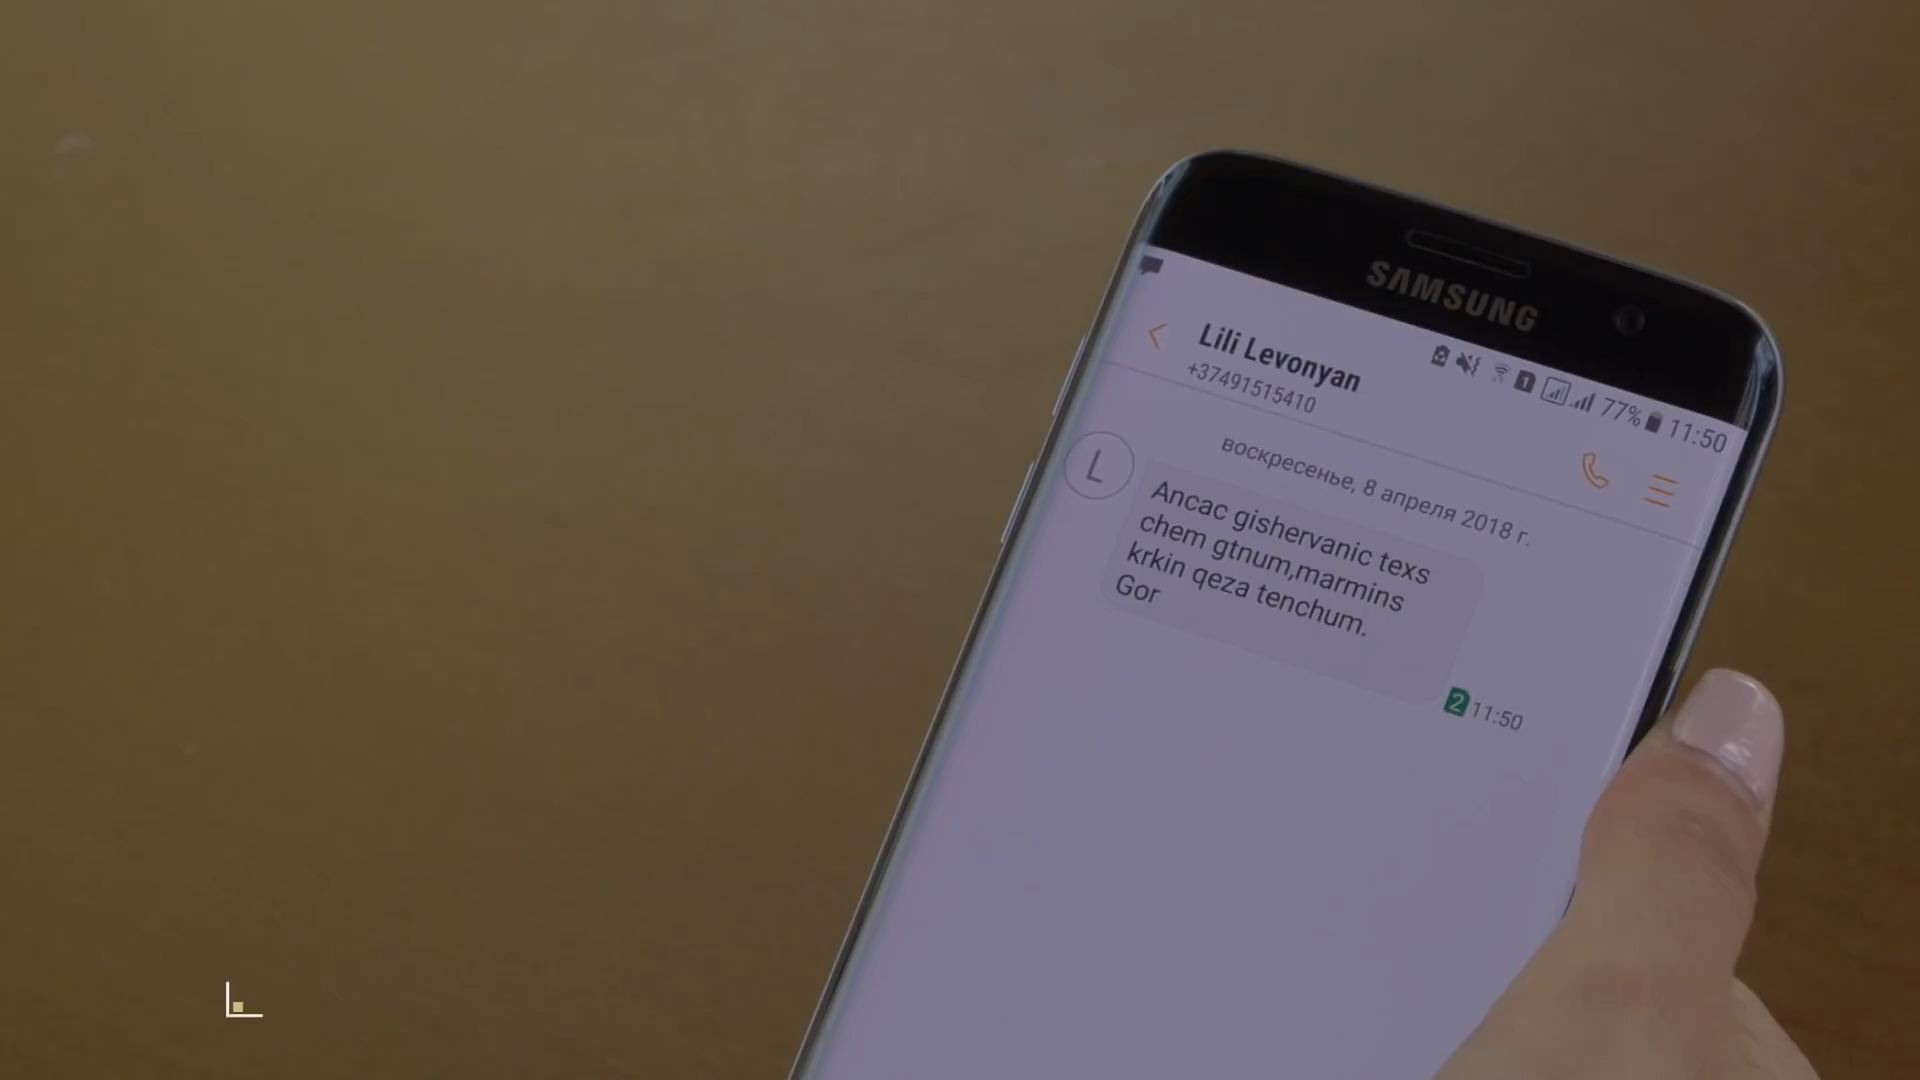 SAMSUNG
77% 11:50
Lili Levonyan
+37491515410
воскресенье, 8 апреля 2018 г.
L
Ancac gishervanic texs
chem gtnum,marmins
krkin qeza tenchum.
Gor
2 11:50